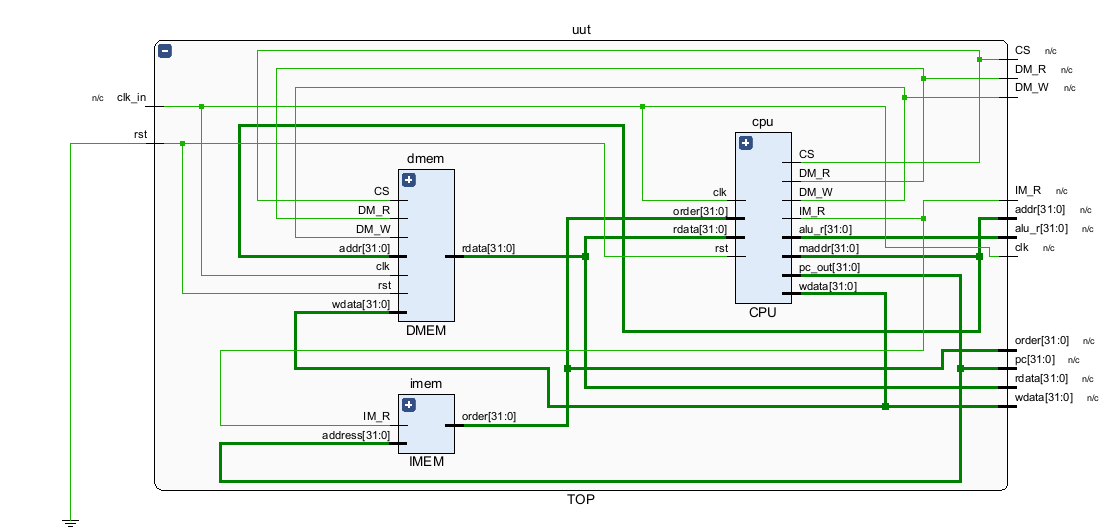 uut
n/c clk_in
rst
CS n/c
DM_R n/c
DM_W n/c
IM_R n/c
addr[31:0] n/c
alu_r[31:0] n/c
clk n/c
order[31:0] n/c
pc[31:0] n/c
rdata[31:0] n/c
wdata[31:0] n/c
dmem
CS
DM_R
DM_W
addr[31:0]
clk
rst
wdata[31:0]
rdata[31:0]
DMEM
cpu
clk
order[31:0]
rdata[31:0]
rst
CS
DM_R
DM_W
IM_R
alu_r[31:0]
maddr[31:0]
pc_out[31:0]
wdata[31:0]
CPU
imem
IM_R
address[31:0]
order[31:0]
IMEM
TOP